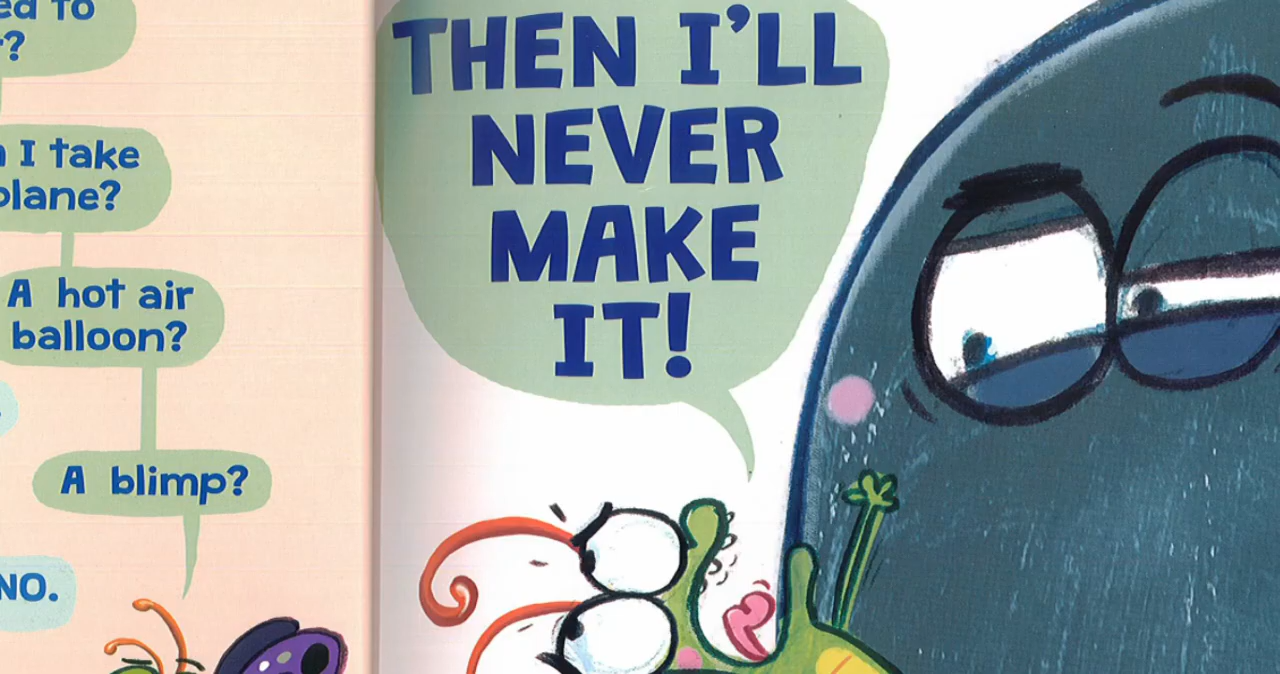 ed to
?
I take
plane?
A hot air
balloon?
A blimp?
NO.
THEN I'LL
NEVER
MAKE
IT!